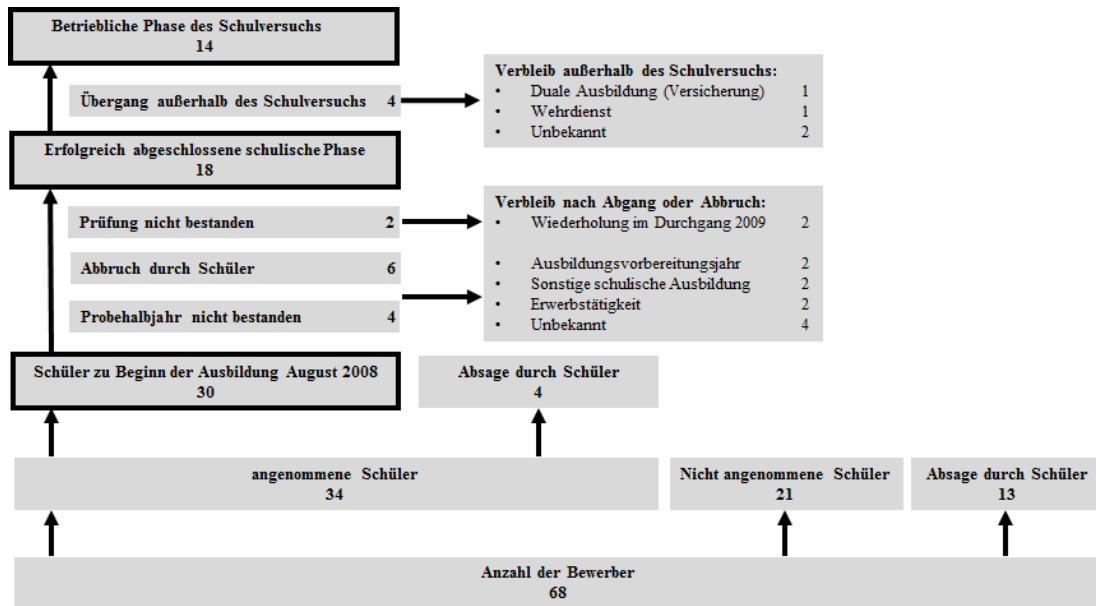 Betriebliche Phase des Schulversuchs
14
Verbleib außerhalb des Schulversuchs:
• Duale Ausbildung (Versicherung) 1
• Wehrdienst 1
• Unbekannt 2
Übergang außerhalb des Schulversuchs 4
Erfolgreich abgeschlossene schulische Phase
18
Verbleib nach Abgang oder Abbruch:
• Wiederholung im Durchgang 2009 2
• Ausbildungsvorbereitungsjahr 2
• Sonstige schulische Ausbildung 2
• Erwerbstätigkeit 2
• Unbekannt 4
Prüfung nicht bestanden 2
Abbruch durch Schüler 6
Probehalbjahr nicht bestanden 4
Schüler zu Beginn der Ausbildung August 2008
30
Absage durch Schüler
4
angenommene Schüler
34
Nicht angenommene Schüler
21
Absage durch Schüler
13
Anzahl der Bewerber
68